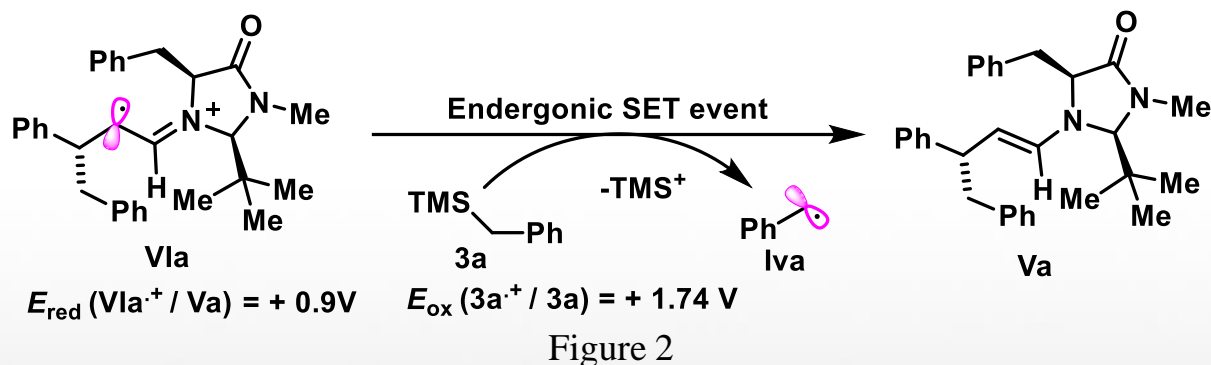 O
Ph
N
+
N
Me
Ph
H
Me
Me
Me
Ph
VIa
E_red (VIa·+ / Va) = + 0.9V
Endergonic SET event
-TMS+
TMS
Ph
3a
Ph
Iva
E_ox (3a·+ / 3a) = + 1.74 V
O
Ph
N
N
Me
Ph
H
Me
Me
Me
Ph
Va
Figure 2